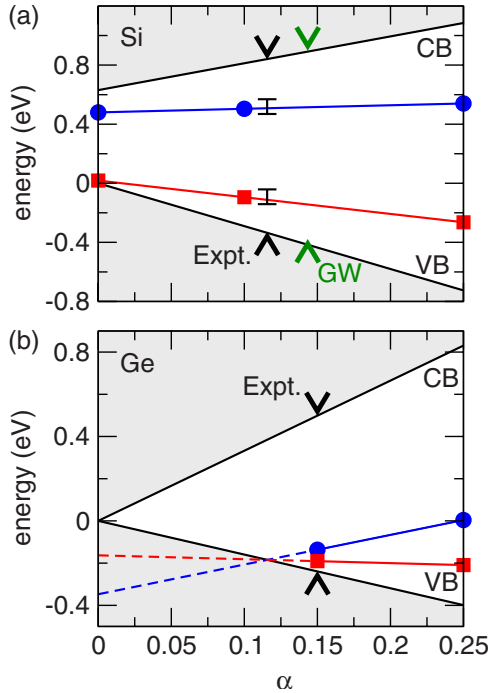 (a)
Si
CB
0.8
0.4
0
-0.4
-0.8
energy (eV)
Expt.
GW
VB
(b)
Ge
Expt.
CB
0.8
0.4
0
-0.4
energy (eV)
VB
0 0.05 0.1 0.15 0.20 0.25
α